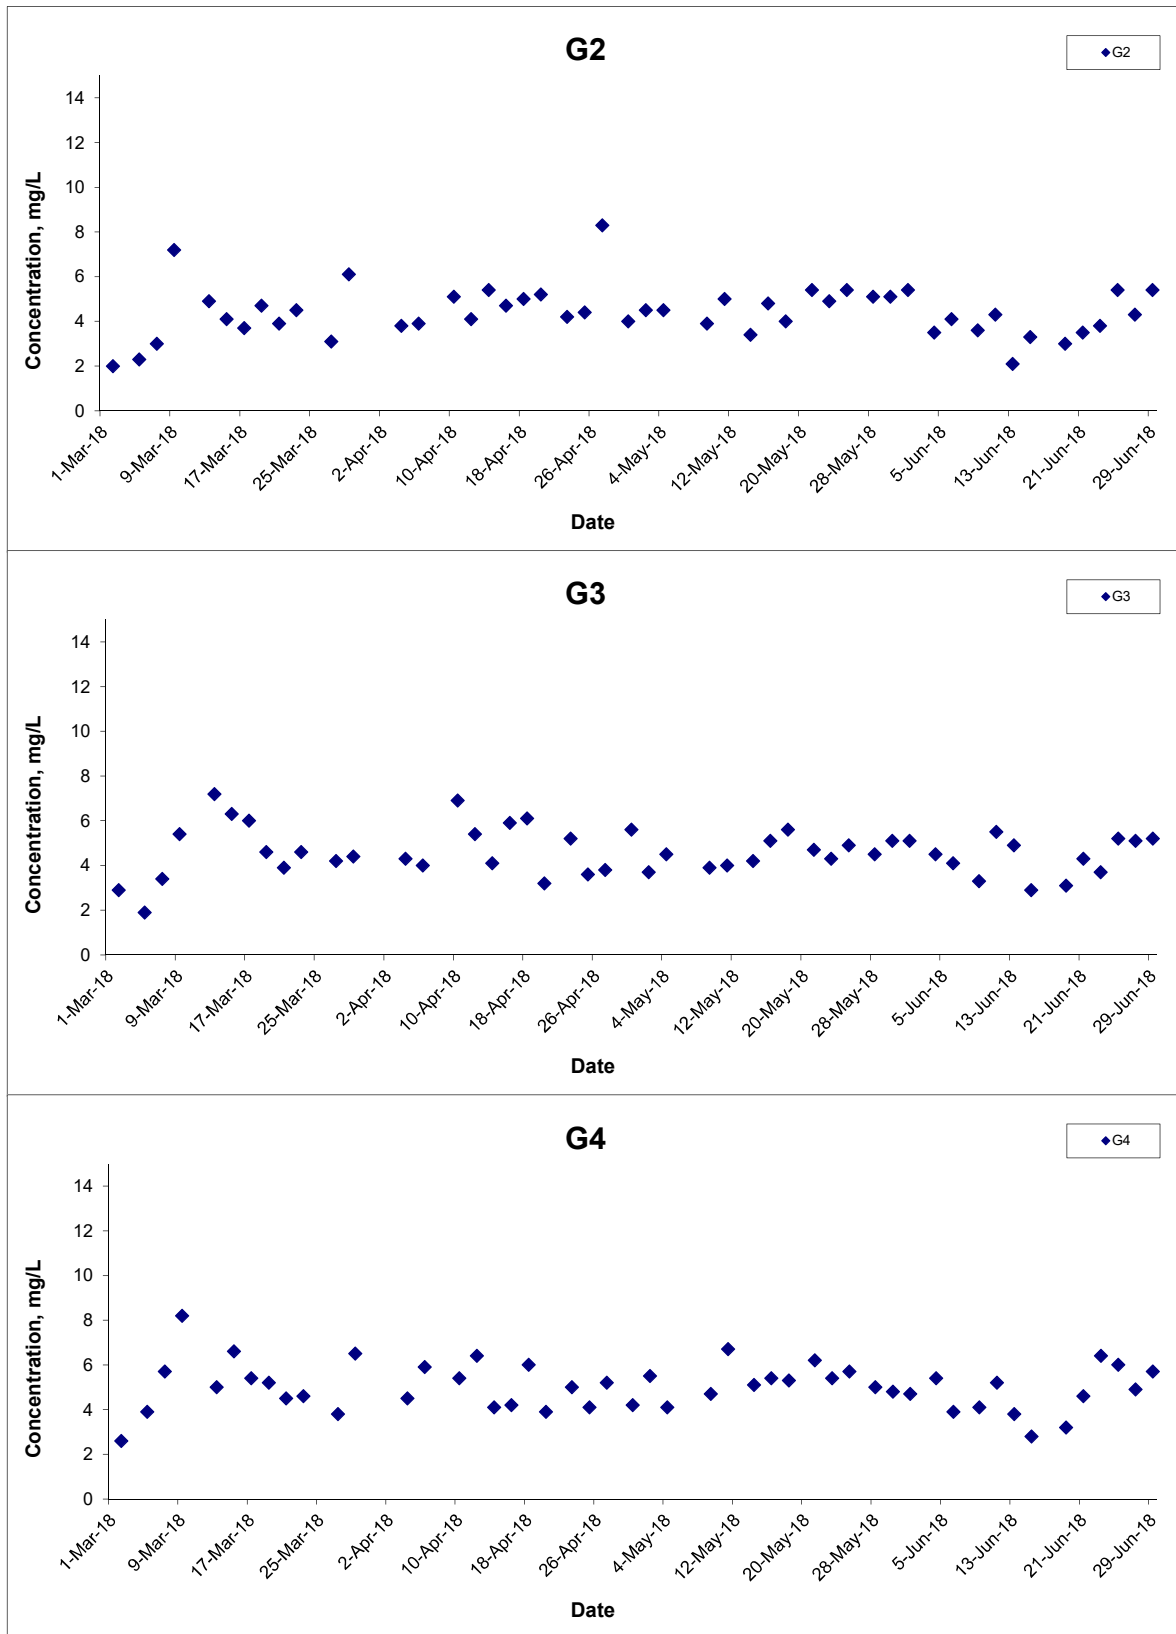 G2
G2
14
12
10
8
6
4
2
0
Concentration, mg/L
1-Mar-18 9-Mar-18 17-Mar-18 25-Mar-18 2-Apr-18 10-Apr-18 18-Apr-18 26-Apr-18 4-May-18 12-May-18 20-May-18 28-May-18 5-Jun-18 13-Jun-18 21-Jun-18 29-Jun-18
Date
G3
G3
14
12
10
8
6
4
2
0
Concentration, mg/L
1-Mar-18 9-Mar-18 17-Mar-18 25-Mar-18 2-Apr-18 10-Apr-18 18-Apr-18 26-Apr-18 4-May-18 12-May-18 20-May-18 28-May-18 5-Jun-18 13-Jun-18 21-Jun-18 29-Jun-18
Date
G4
G4
14
12
10
8
6
4
2
0
Concentration, mg/L
1-Mar-18 9-Mar-18 17-Mar-18 25-Mar-18 2-Apr-18 10-Apr-18 18-Apr-18 26-Apr-18 4-May-18 12-May-18 20-May-18 28-May-18 5-Jun-18 13-Jun-18 21-Jun-18 29-Jun-18
Date